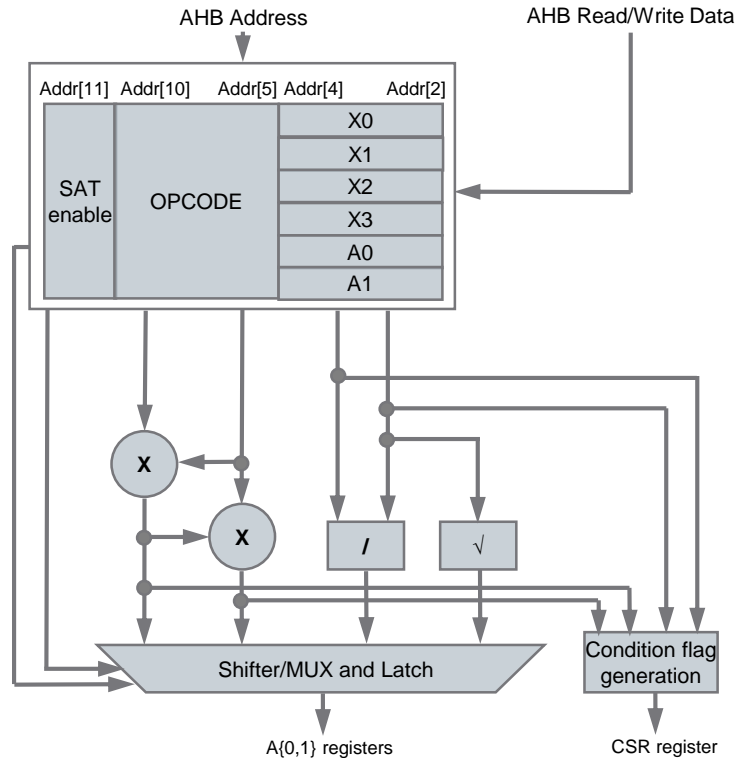 AHB Address
AHB Read/Write Data
Addr[11] Addr[10] Addr[5] Addr[4] Addr[2]
SAT
enable
OPCODE
X0
X1
X2
X3
A0
A1
X
X
/
√
Shifter/MUX and Latch
Condition flag
generation
A{0,1} registers
CSR register